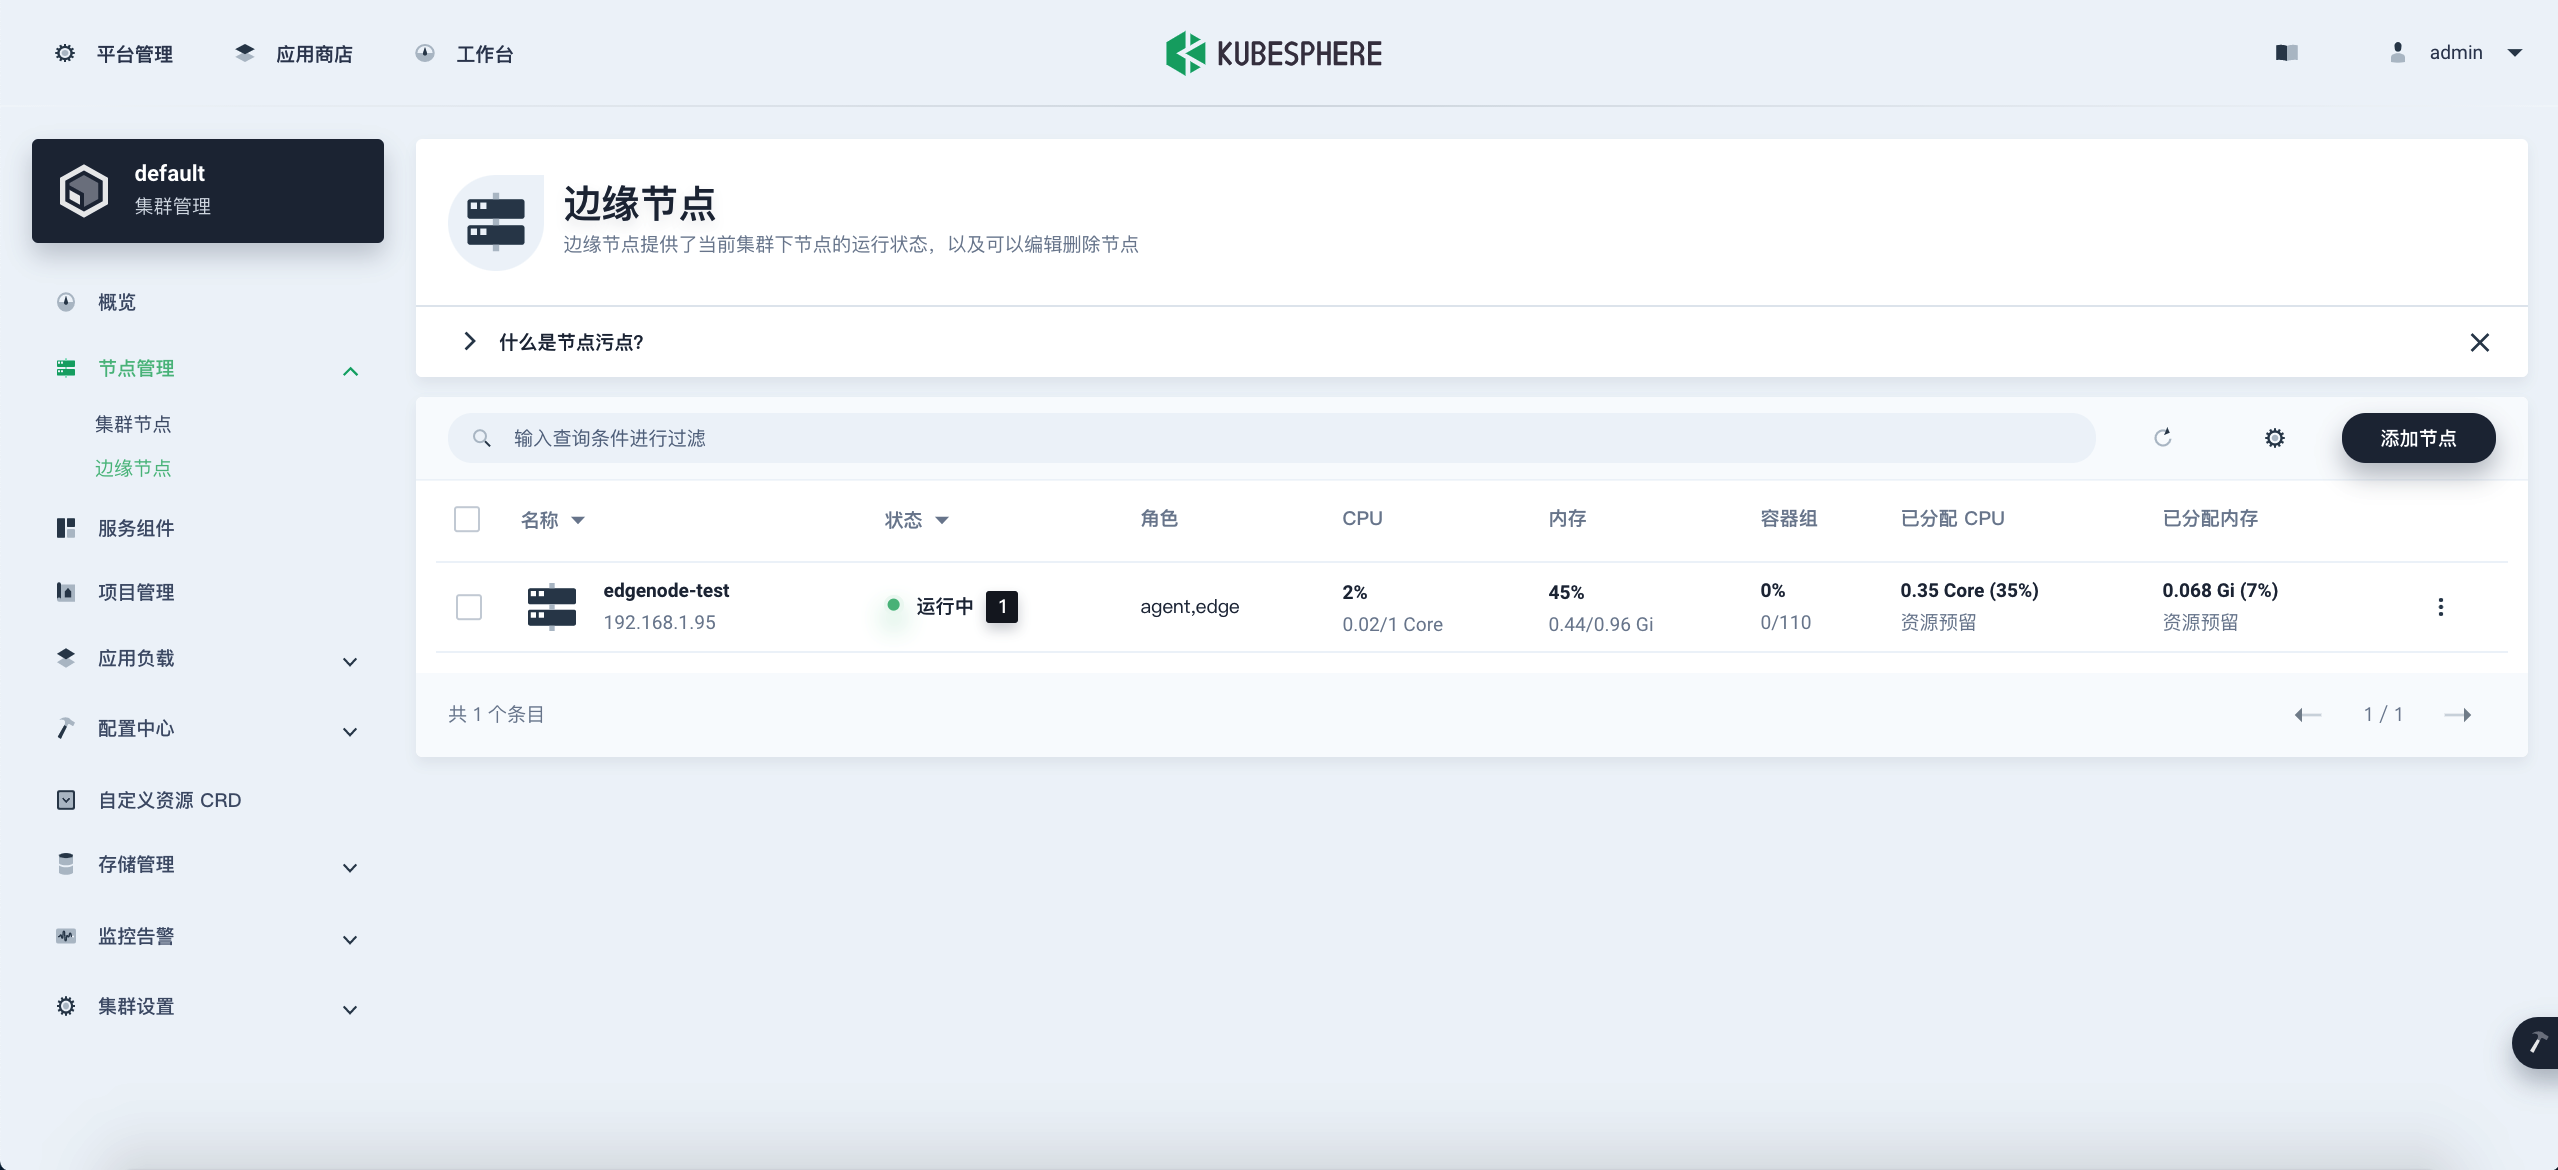 平台管理
应用商店
工作台
KUBESPHERE
admin
default
集群管理
概览
节点管理
集群节点
边缘节点
服务组件
项目管理
应用负载
配置中心
自定义资源 CRD
存储管理
监控告警
集群设置
边缘节点
边缘节点提供了当前集群下节点的运行状态，以及可以编辑删除节点
什么是节点污点?
输入查询条件进行过滤
添加节点
名称 状态 角色 CPU 内存 容器组 已分配 CPU 已分配内存
edgenode-test 运行中 1 agent,edge 2% 45% 0% 0.35 Core (35%) 0.068 Gi (7%)
192.168.1.95 0.02/1 Core 0.44/0.96 Gi 0/110 资源预留 资源预留
共 1 个条目
1 / 1